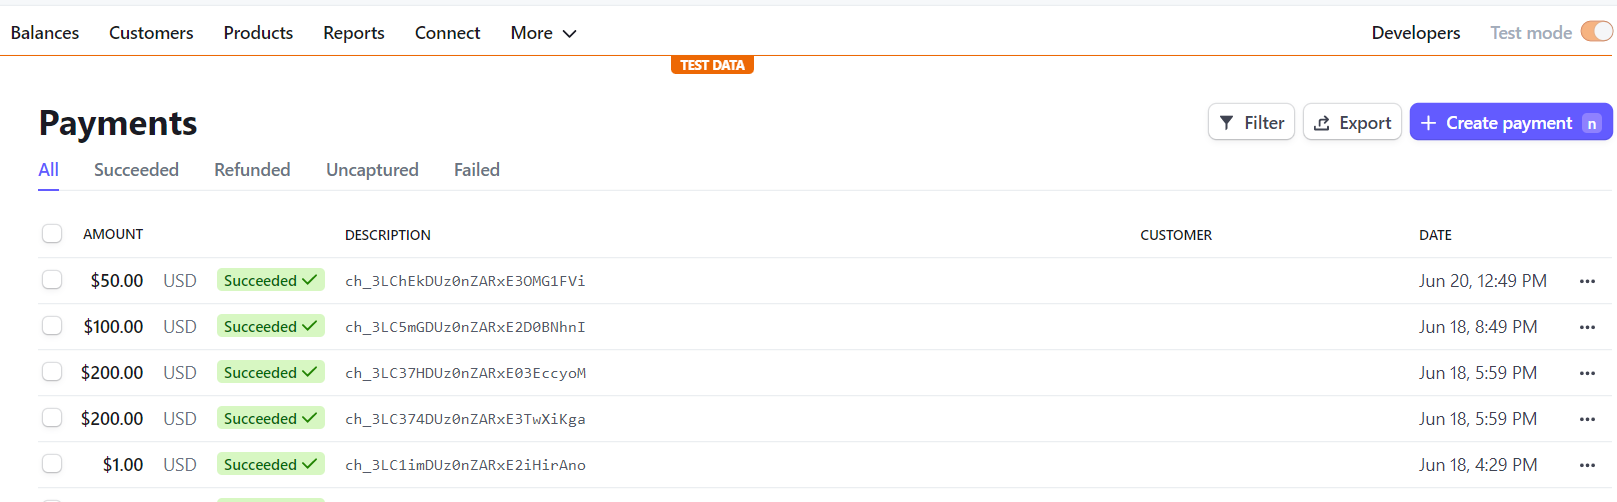 Balances Customers Products Reports Connect More Developers Test mode
TEST DATA
Payments Filter Export + Create payment n
All Succeeded Refunded Uncaptured Failed
AMOUNT DESCRIPTION CUSTOMER DATE
$50.00 USD Succeeded ch_3LChEkDUz0nZARxE3OMG1FVi Jun 20, 12:49 PM
$100.00 USD Succeeded ch_3LC5mGDUz0nZARxE2D0BNhnI Jun 18, 8:49 PM
$200.00 USD Succeeded ch_3LC37HDUz0nZARxE03EccyoM Jun 18, 5:59 PM
$200.00 USD Succeeded ch_3LC374DUz0nZARxE3TwXiKga Jun 18, 5:59 PM
$1.00 USD Succeeded ch_3LC1imDUz0nZARxE2iHirAno Jun 18, 4:29 PM